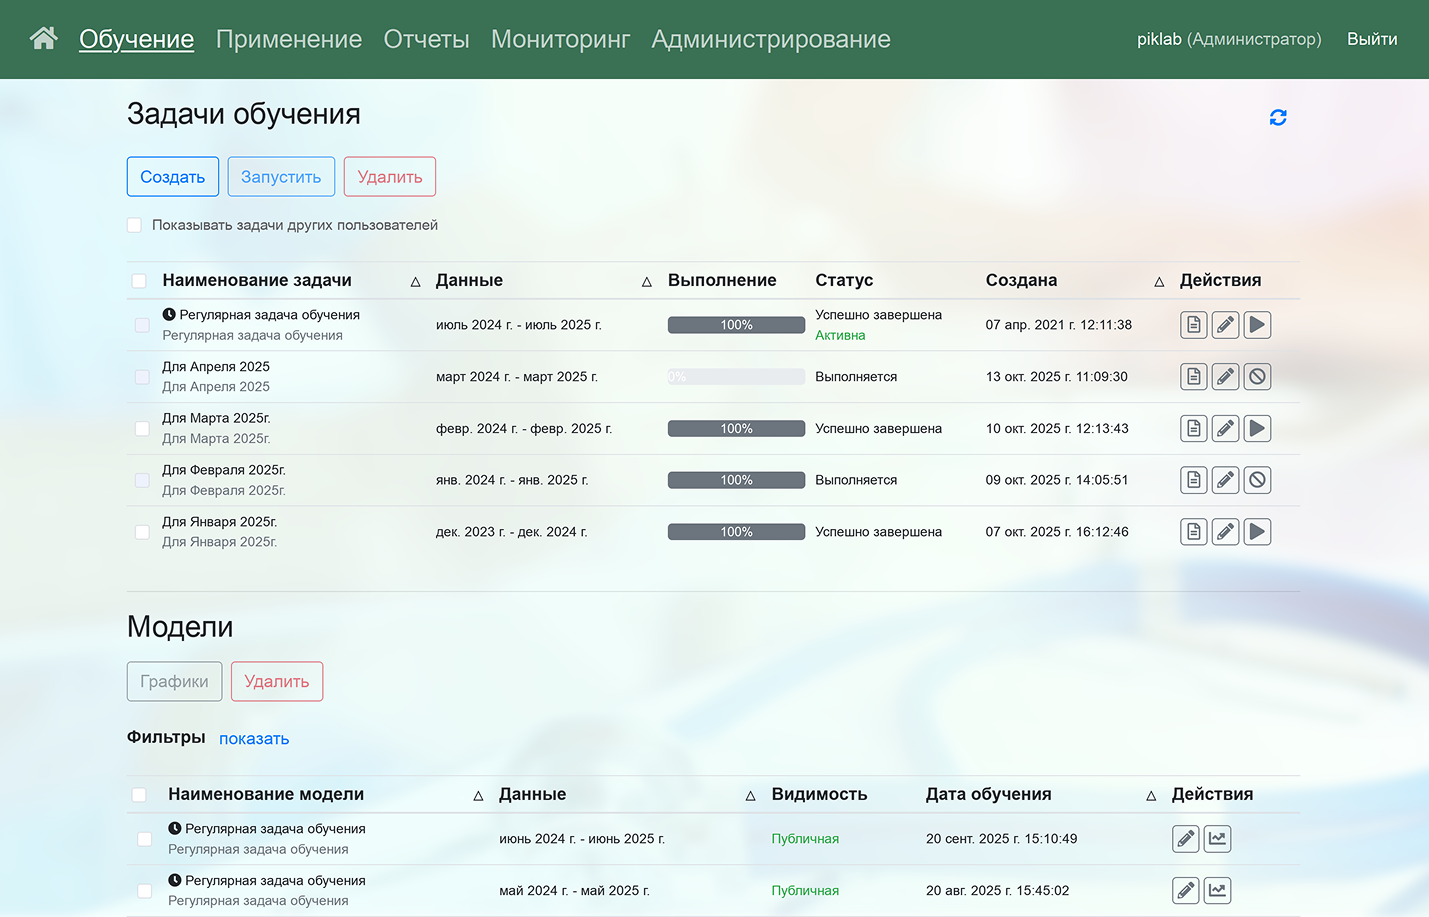 Обучение Применение Отчеты Мониторинг Администрирование piklab (Администратор) Выйти
Задачи обучения
Создать Запустить Удалить
Показывать задачи других пользователей
Наименование задачи △ Данные △ Выполнение Статус Создана △ Действия
Регулярная задача обучения
Регулярная задача обучения
июль 2024 г. - июль 2025 г. 100% Успешно завершена
Активна
07 апр. 2021 г. 12:11:38
Для Апреля 2025
Для Апреля 2025
март 2024 г. - март 2025 г. 0% Выполняется 13 окт. 2025 г. 11:09:30
Для Марта 2025г.
Для Марта 2025г.
февр. 2024 г. - февр. 2025 г. 100% Успешно завершена 10 окт. 2025 г. 12:13:43
Для Февраля 2025г.
Для Февраля 2025г.
янв. 2024 г. - янв. 2025 г. 100% Выполняется 09 окт. 2025 г. 14:05:51
Для Января 2025г.
Для Января 2025г.
дек. 2023 г. - дек. 2024 г. 100% Успешно завершена 07 окт. 2025 г. 16:12:46
Модели
Графики Удалить
Фильтры показать
Наименование модели △ Данные △ Видимость Дата обучения △ Действия
Регулярная задача обучения
Регулярная задача обучения
июнь 2024 г. - июнь 2025 г. Публичная 20 сент. 2025 г. 15:10:49
Регулярная задача обучения
Регулярная задача обучения
май 2024 г. - май 2025 г. Публичная 20 авг. 2025 г. 15:45:02